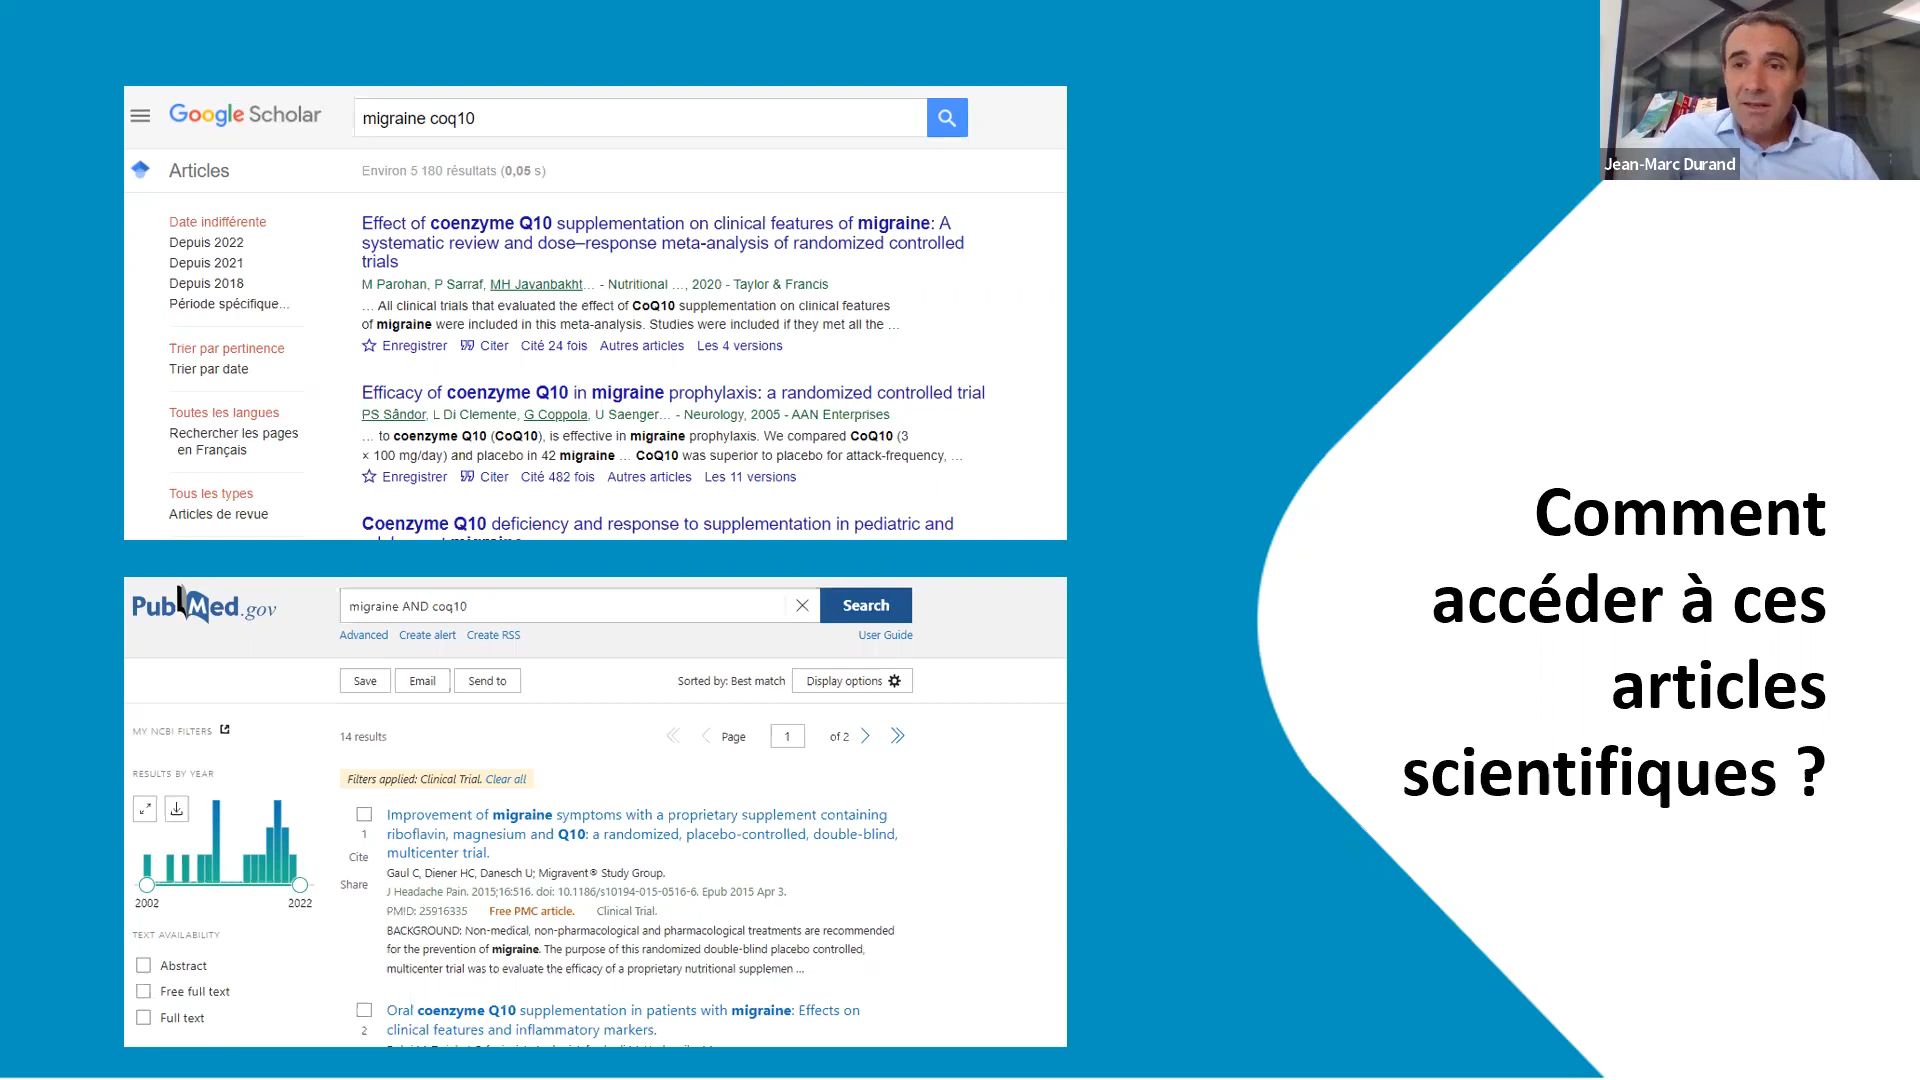 Google Scholar
migraine coq10
Articles
Environ 5 180 résultats (0,05 s)
Date indifférente
Depuis 2022
Depuis 2021
Depuis 2018
Période spécifique...
Trier par pertinence
Trier par date
Toutes les langues
Rechercher les pages
en Français
Tous les types
Articles de revue
Effect of coenzyme Q10 supplementation on clinical features of migraine: A
systematic review and dose–response meta-analysis of randomized controlled
trials
M Parohan, P Sarraf, MH Javanbakht… - Nutritional …, 2020 - Taylor & Francis
… All clinical trials that evaluated the effect of CoQ10 supplementation on clinical features
of migraine were included in this meta-analysis. Studies were included if they met all the …
Enregistrer Citer Cité 24 fois Autres articles Les 4 versions
Efficacy of coenzyme Q10 in migraine prophylaxis: a randomized controlled trial
PS Sândor, L Di Clemente, G Coppola, U Saenger… - Neurology, 2005 - AAN Enterprises
… to coenzyme Q10 (CoQ10), is effective in migraine prophylaxis. We compared CoQ10 (3
× 100 mg/day) and placebo in 42 migraine … CoQ10 was superior to placebo for attack-frequency, …
Enregistrer Citer Cité 482 fois Autres articles Les 11 versions
Coenzyme Q10 deficiency and response to supplementation in pediatric and
PubMed.gov
migraine AND coq10
Search
Advanced Create alert Create RSS
User Guide
Save Email Send to
Sorted by: Best match Display options
MY NCBI FILTERS
14 results
Page 1 of 2
RESULTS BY YEAR
2002 2022
TEXT AVAILABILITY
Abstract
Free full text
Full text
Filters applied: Clinical Trial. Clear all
Improvement of migraine symptoms with a proprietary supplement containing
1
riboflavin, magnesium and Q10: a randomized, placebo-controlled, double-blind,
multicenter trial.
Cite
Share
Gaul C, Diener HC, Danesch U; Migravent® Study Group.
J Headache Pain. 2015;16:516. doi: 10.1186/s10194-015-0516-6. Epub 2015 Apr 3.
PMID: 25916335 Free PMC article. Clinical Trial.
BACKGROUND: Non-medical, non-pharmacological and pharmacological treatments are recommended
for the prevention of migraine. The purpose of this randomized double-blind placebo controlled,
multicenter trial was to evaluate the efficacy of a proprietary nutritional supplemen ...
Oral coenzyme Q10 supplementation in patients with migraine: Effects on
2
clinical features and inflammatory markers.
Jean-Marc Durand
Comment
accéder à ces
articles
scientifiques ?